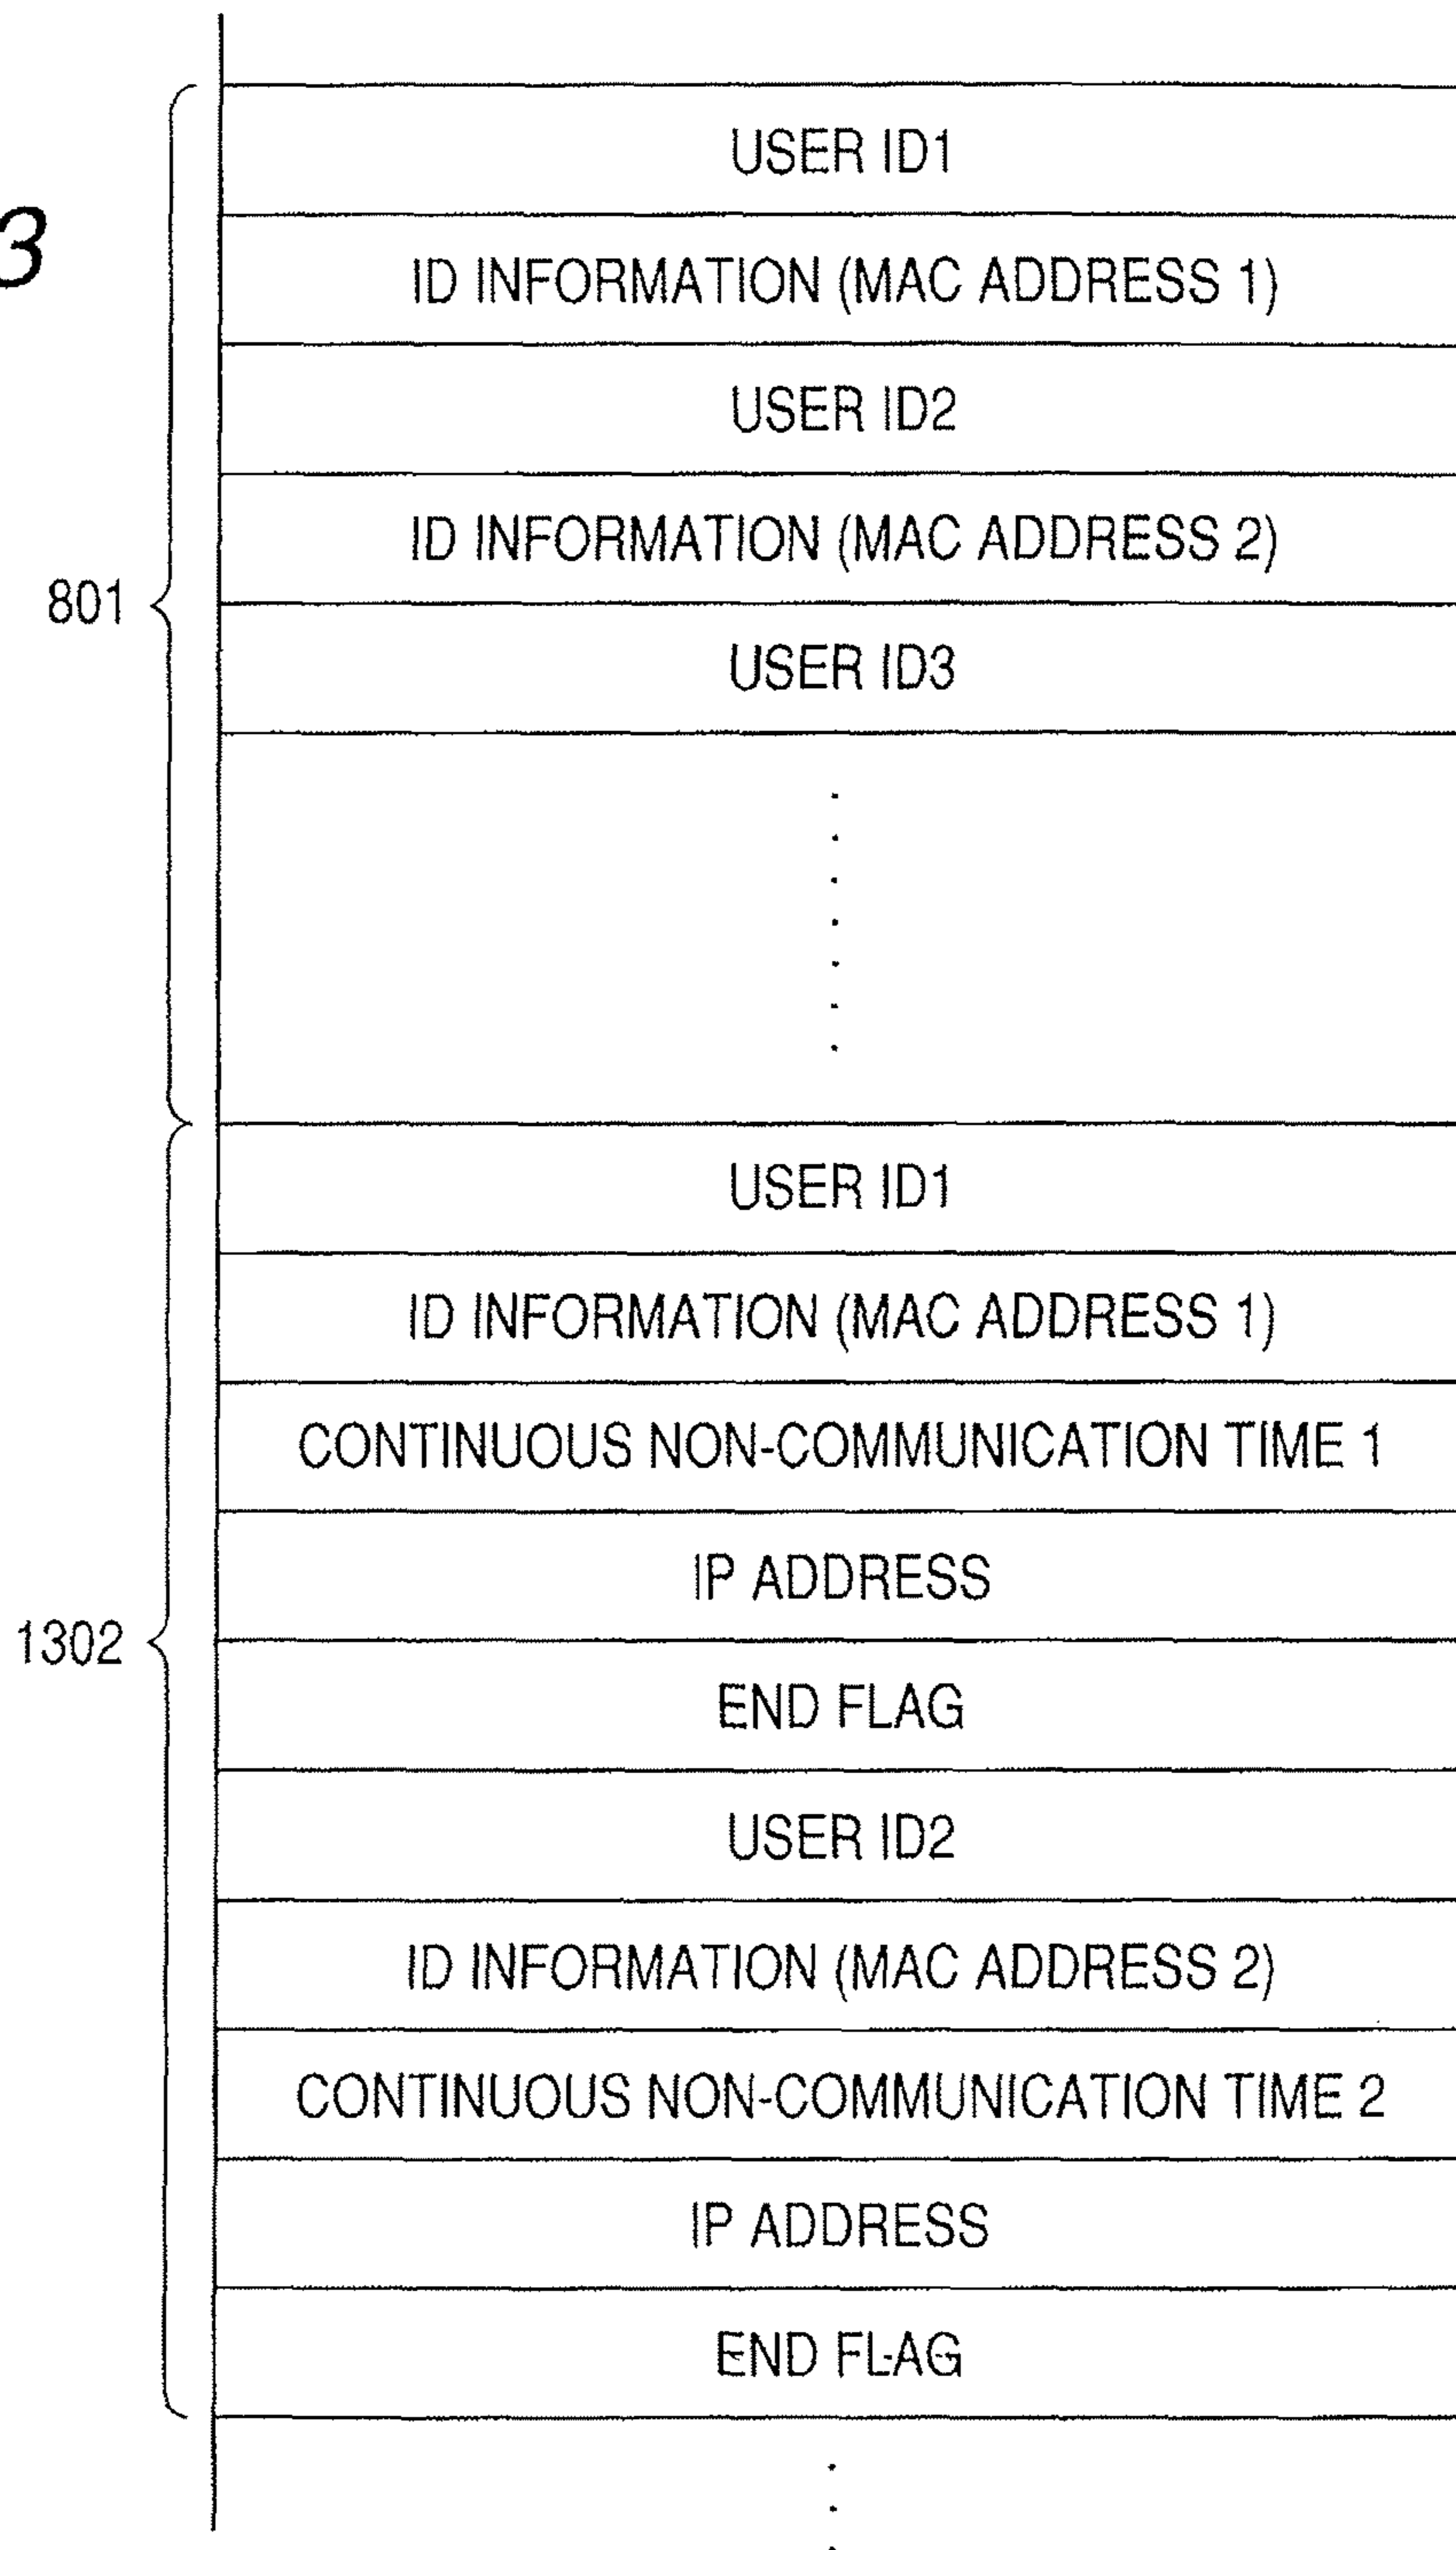 3
USER ID1
ID INFORMATION (MAC ADDRESS 1)
USER ID2
ID INFORMATION (MAC ADDRESS 2)
801
USER ID3
USER ID1
ID INFORMATION (MAC ADDRESS 1)
CONTINUOUS NON-COMMUNICATION TIME 1
IP ADDRESS
1302
END FLAG
USER ID2
ID INFORMATION (MAC ADDRESS 2)
CONTINUOUS NON-COMMUNICATION TIME 2
IP ADDRESS
END FLAG